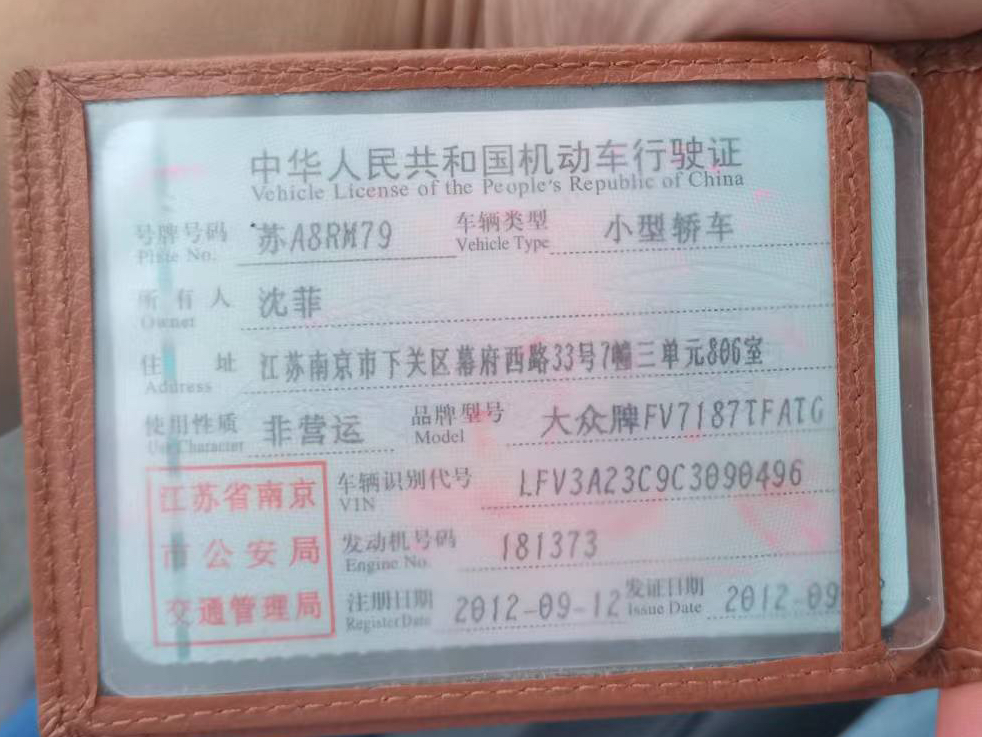 中华人民共和国机动车行驶证
Vehicle License of the People's Republic of China
号牌号码 苏A8RM79 车辆类型 小型轿车
Plate No. Vehicle Type
所有人 沈菲
Owner
住址 江苏南京市下关区幕府西路33号7幢三单元806室
Address
使用性质 非营运 品牌型号 大众牌FV7187TFATG
Use Character Model
江苏省南京
市公安局
交通管理局
车辆识别代号 LFV3A23C9C3090496
VIN
发动机号码 181373
Engine No.
注册日期 2012-09-12 发证日期 2012-09
Register Date Issue Date